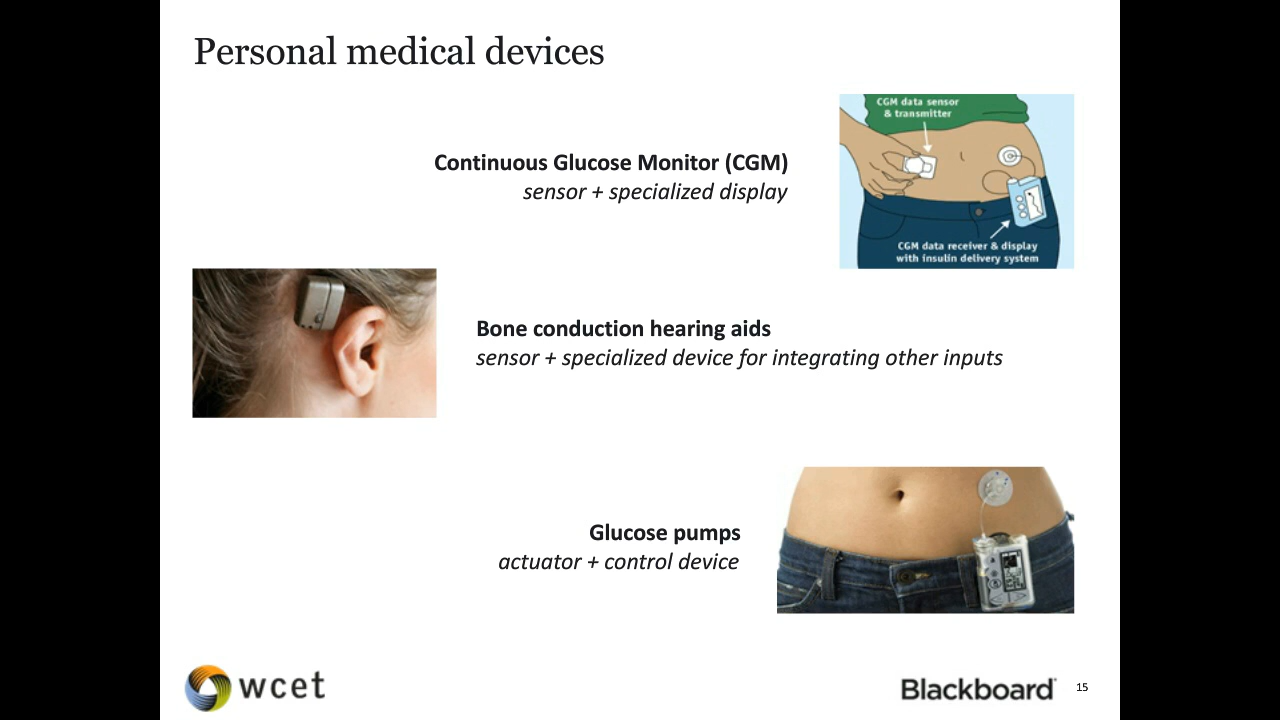 Personal medical devices
CGM data sensor
& transmitter
Continuous Glucose Monitor (CGM)
sensor + specialized display
CGM data receiver & display
with insulin delivery system
Bone conduction hearing aids
sensor + specialized device for integrating other inputs
Glucose pumps
actuator + control device
wcet
Blackboard
15